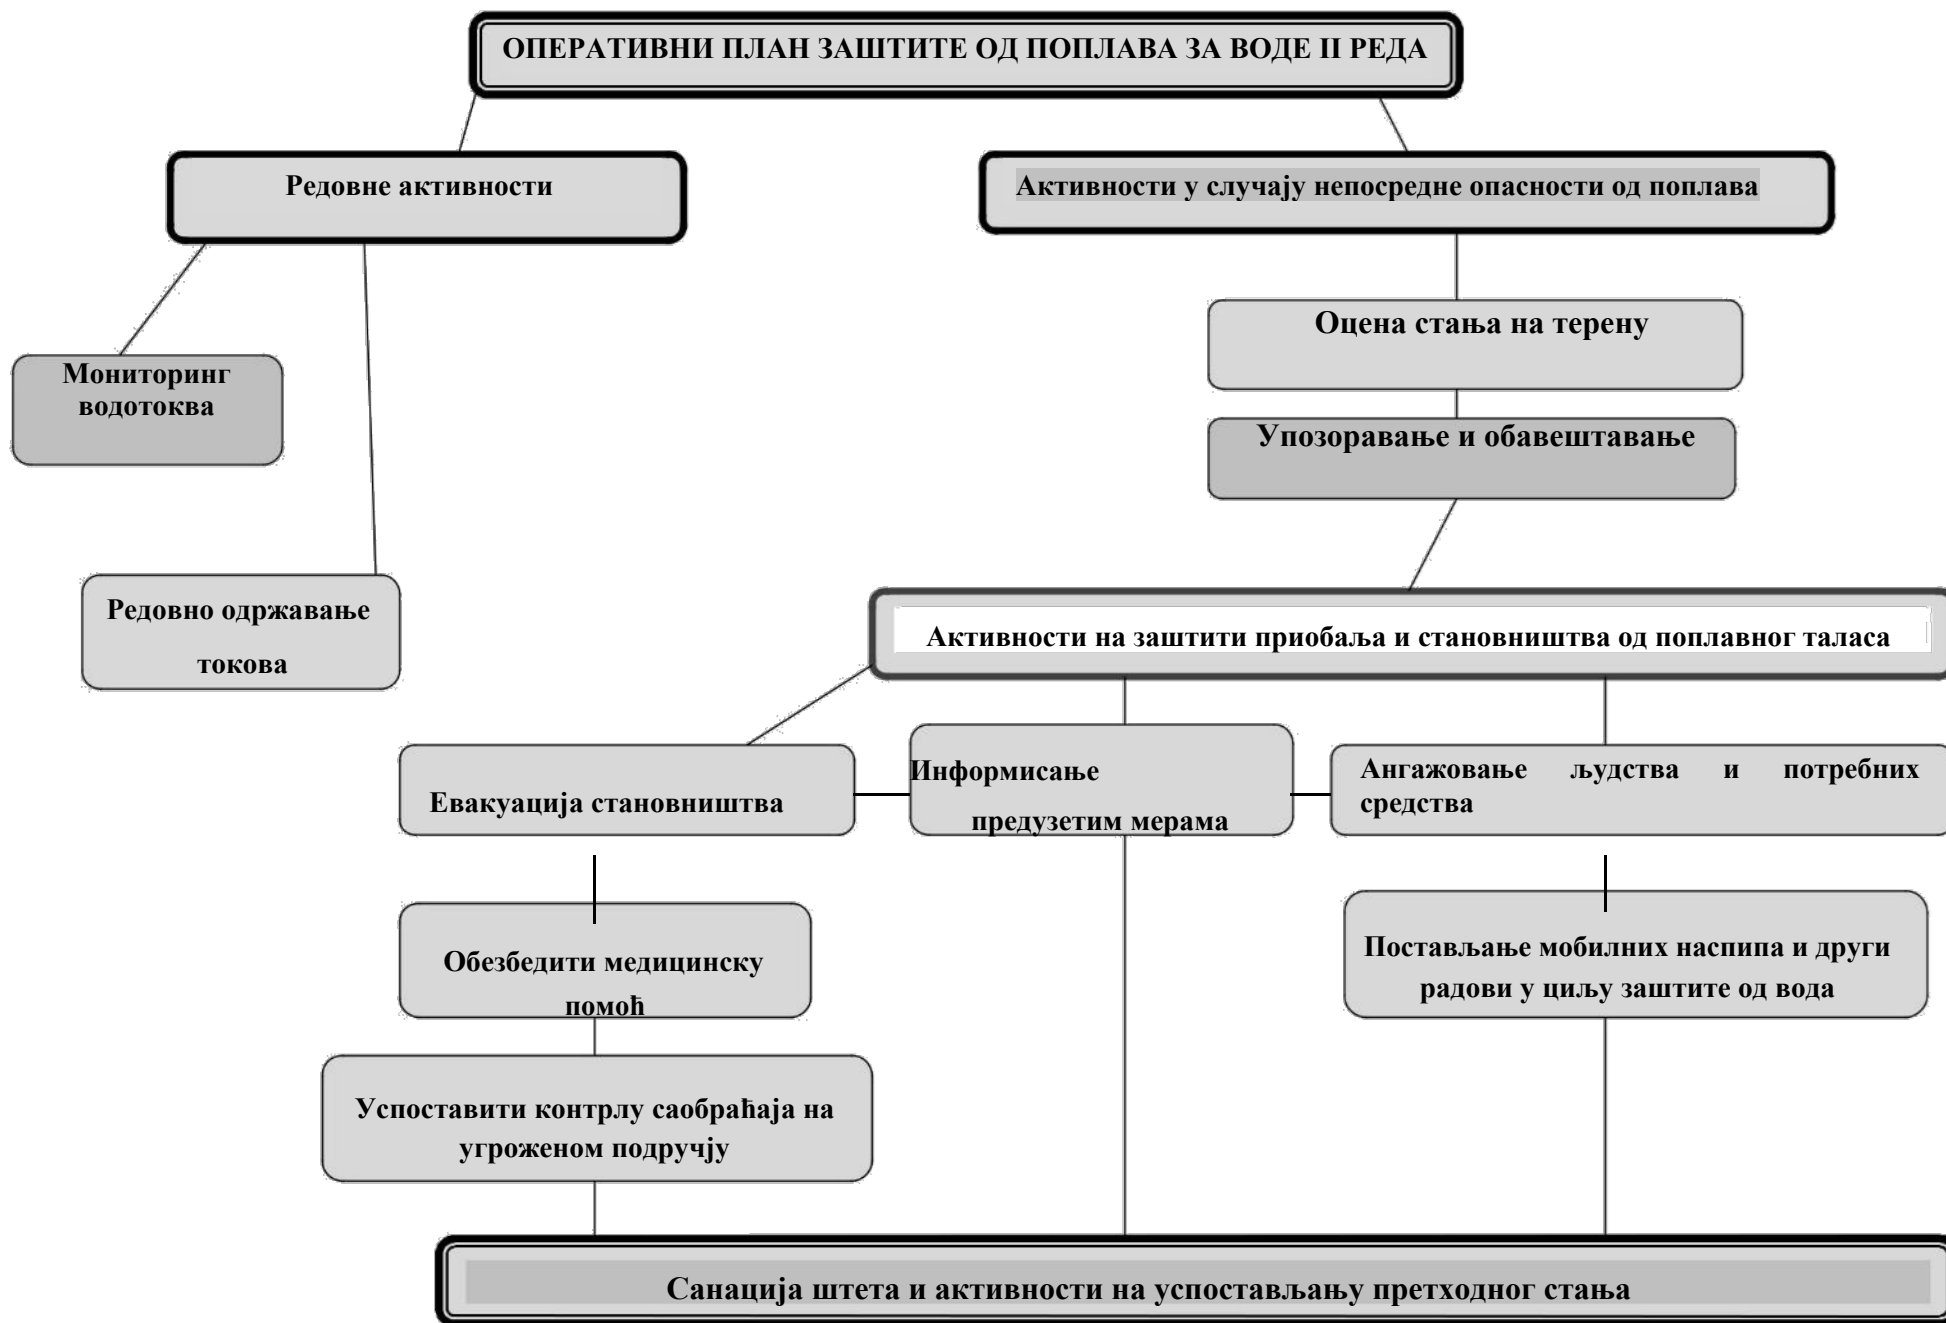 ОПЕРАТИВНИ ПЛАН ЗАШТИТЕ ОД ПОПЛАВА ЗА ВОДЕ II РЕДА
Редовне активности
Активности у случају непосредне опасности од поплава
Оцена стања на терену
Мониторинг
водотоква
Упозоравање и обавештавање
Редовно одржавање
токова
Активности на заштити приобаља и становништва од поплавног таласа
Евакуација становништва
Информисање
предузетим мерама
Ангажовање људства и потребних
средства
Обезбедити медицинску
помоћ
Постављање мобилних наспипа и други
радови у циљу заштите од вода
Успоставити контрлу саобраћаја на
угроженом подручју
Санација штета и активности на успостављању претходног стања